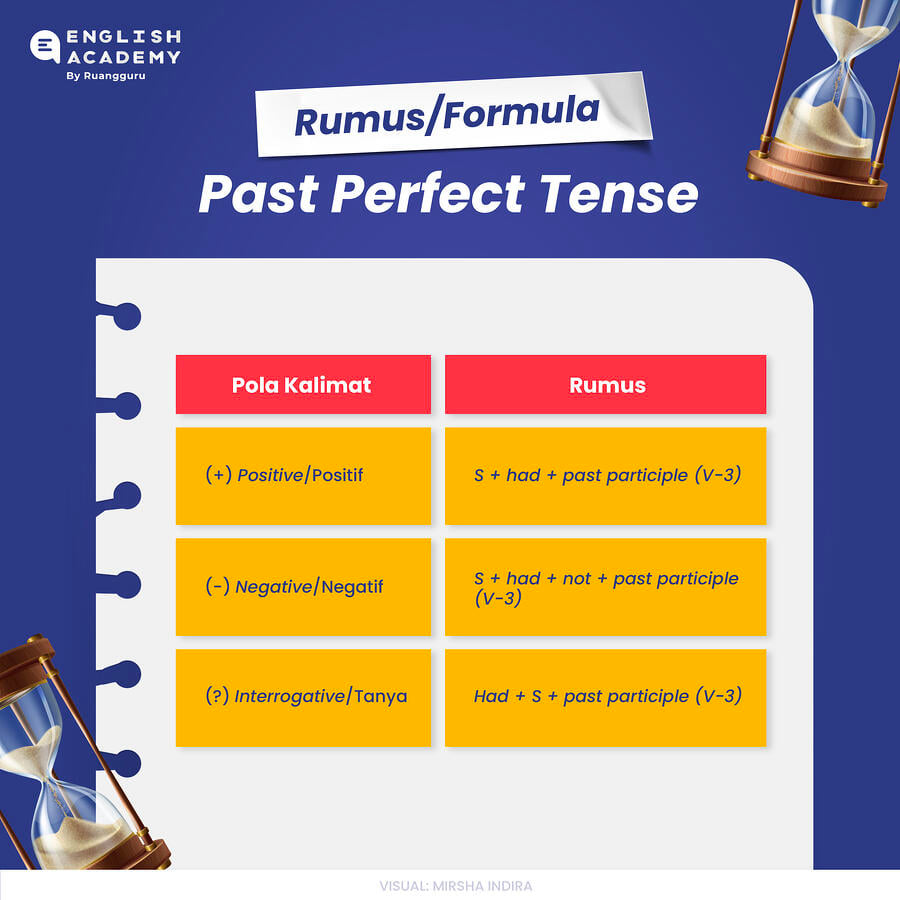 ENGLISH
ACADEMY
By Ruangguru
Rumus/Formula
Past Perfect Tense
Pola Kalimat
Rumus
(+) Positive/Positif
S + had + past participle (V-3)
(-) Negative/Negatif
S + had + not + past participle
(V-3)
(?) Interrogative/Tanya
Had + S + past participle (V-3)
VISUAL: MIRSHA INDIRA